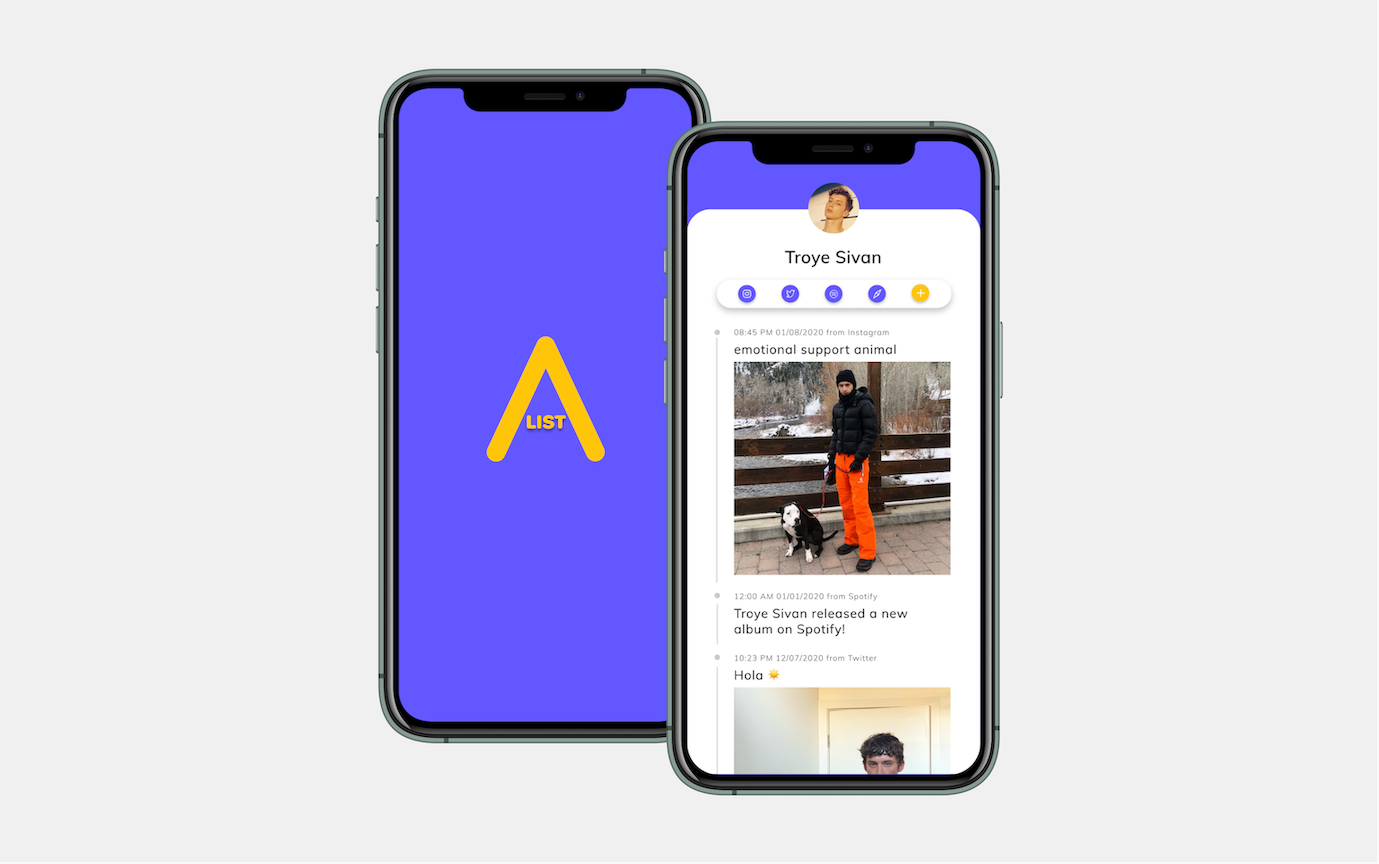 A
LIST
Troye Sivan
08:45 PM 01/08/2020 from Instagram
emotional support animal
12:00 AM 01/01/2020 from Spotify
Troye Sivan released a new
album on Spotify!
10:23 PM 12/07/2020 from Twitter
Hola